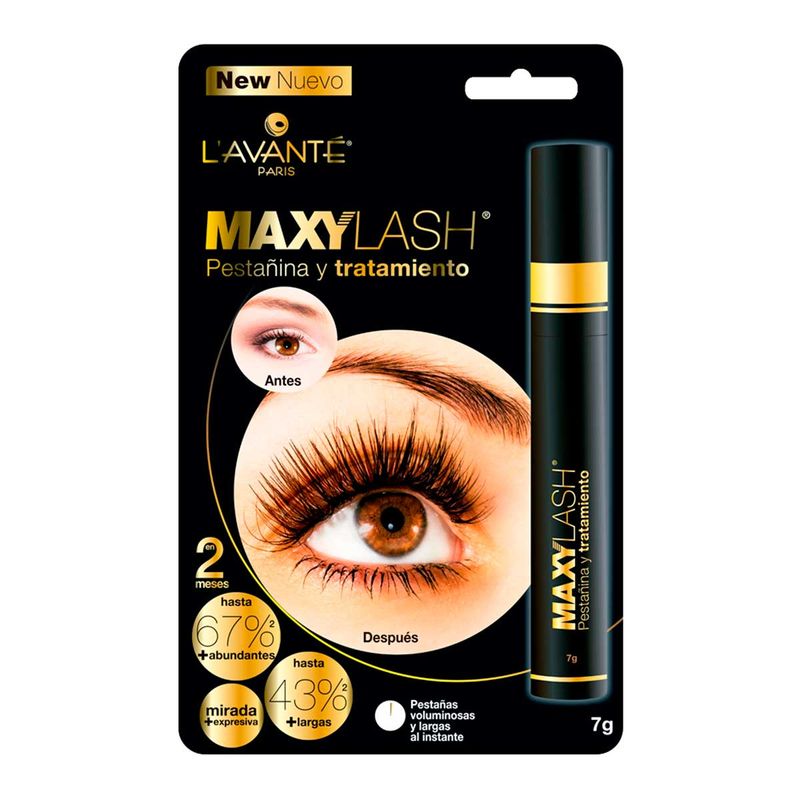 New Nuevo
L'AVANTÉ®
PARIS
MAXYLASH®
Pestañina y tratamiento
Antes
Después
en
2
meses
hasta
67%²
+abundantes
hasta
43%²
+largas
mirada
+expresiva
Pestañas
voluminosas
y largas
al instante
7g
MAXYLASH®
Pestañina y tratamiento
7g